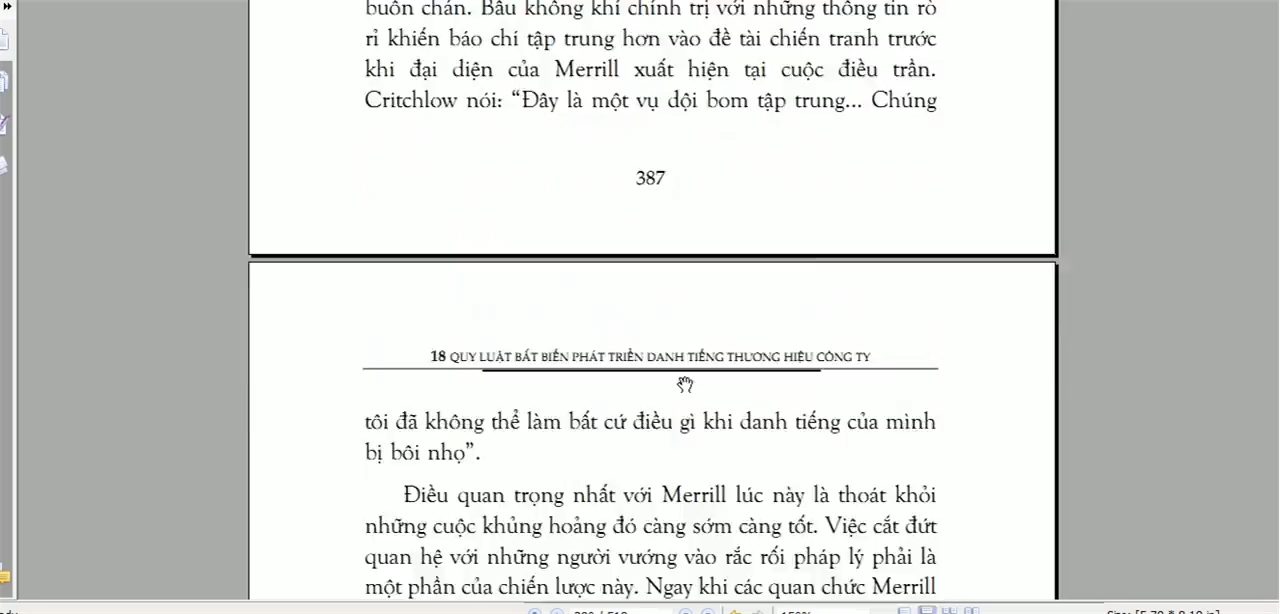 buồn chán. Bầu không khí chính trị với những thông tin rò
rỉ khiến báo chí tập trung hơn vào đề tài chiến tranh trước
khi đại diện của Merrill xuất hiện tại cuộc điều trần.
Critchlow nói: “Đây là một vụ dội bom tập trung... Chúng
387
18 QUY LUẬT BẤT BIẾN PHÁT TRIỂN DANH TIẾNG THƯƠNG HIỆU CÔNG TY
tôi đã không thể làm bất cứ điều gì khi danh tiếng của mình
bị bôi nhọ”.
Điều quan trọng nhất với Merrill lúc này là thoát khỏi
những cuộc khủng hoảng đó càng sớm càng tốt. Việc cắt đứt
quan hệ với những người vướng vào rắc rối pháp lý phải là
một phần của chiến lược này. Ngay khi các quan chức Merrill